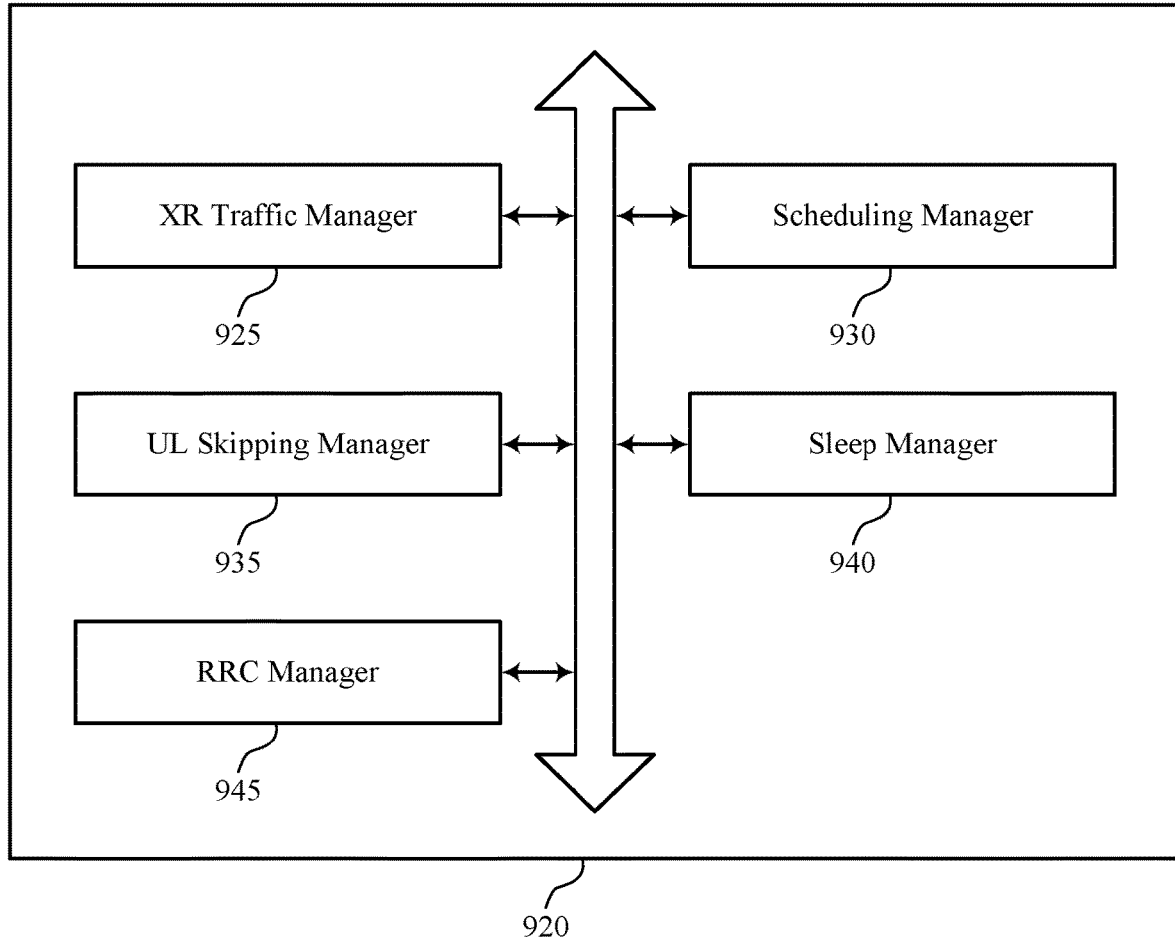 XR Traffic Manager
Scheduling Manager
925
930
UL Skipping Manager
Sleep Manager
935
940
RRC Manager
945
920